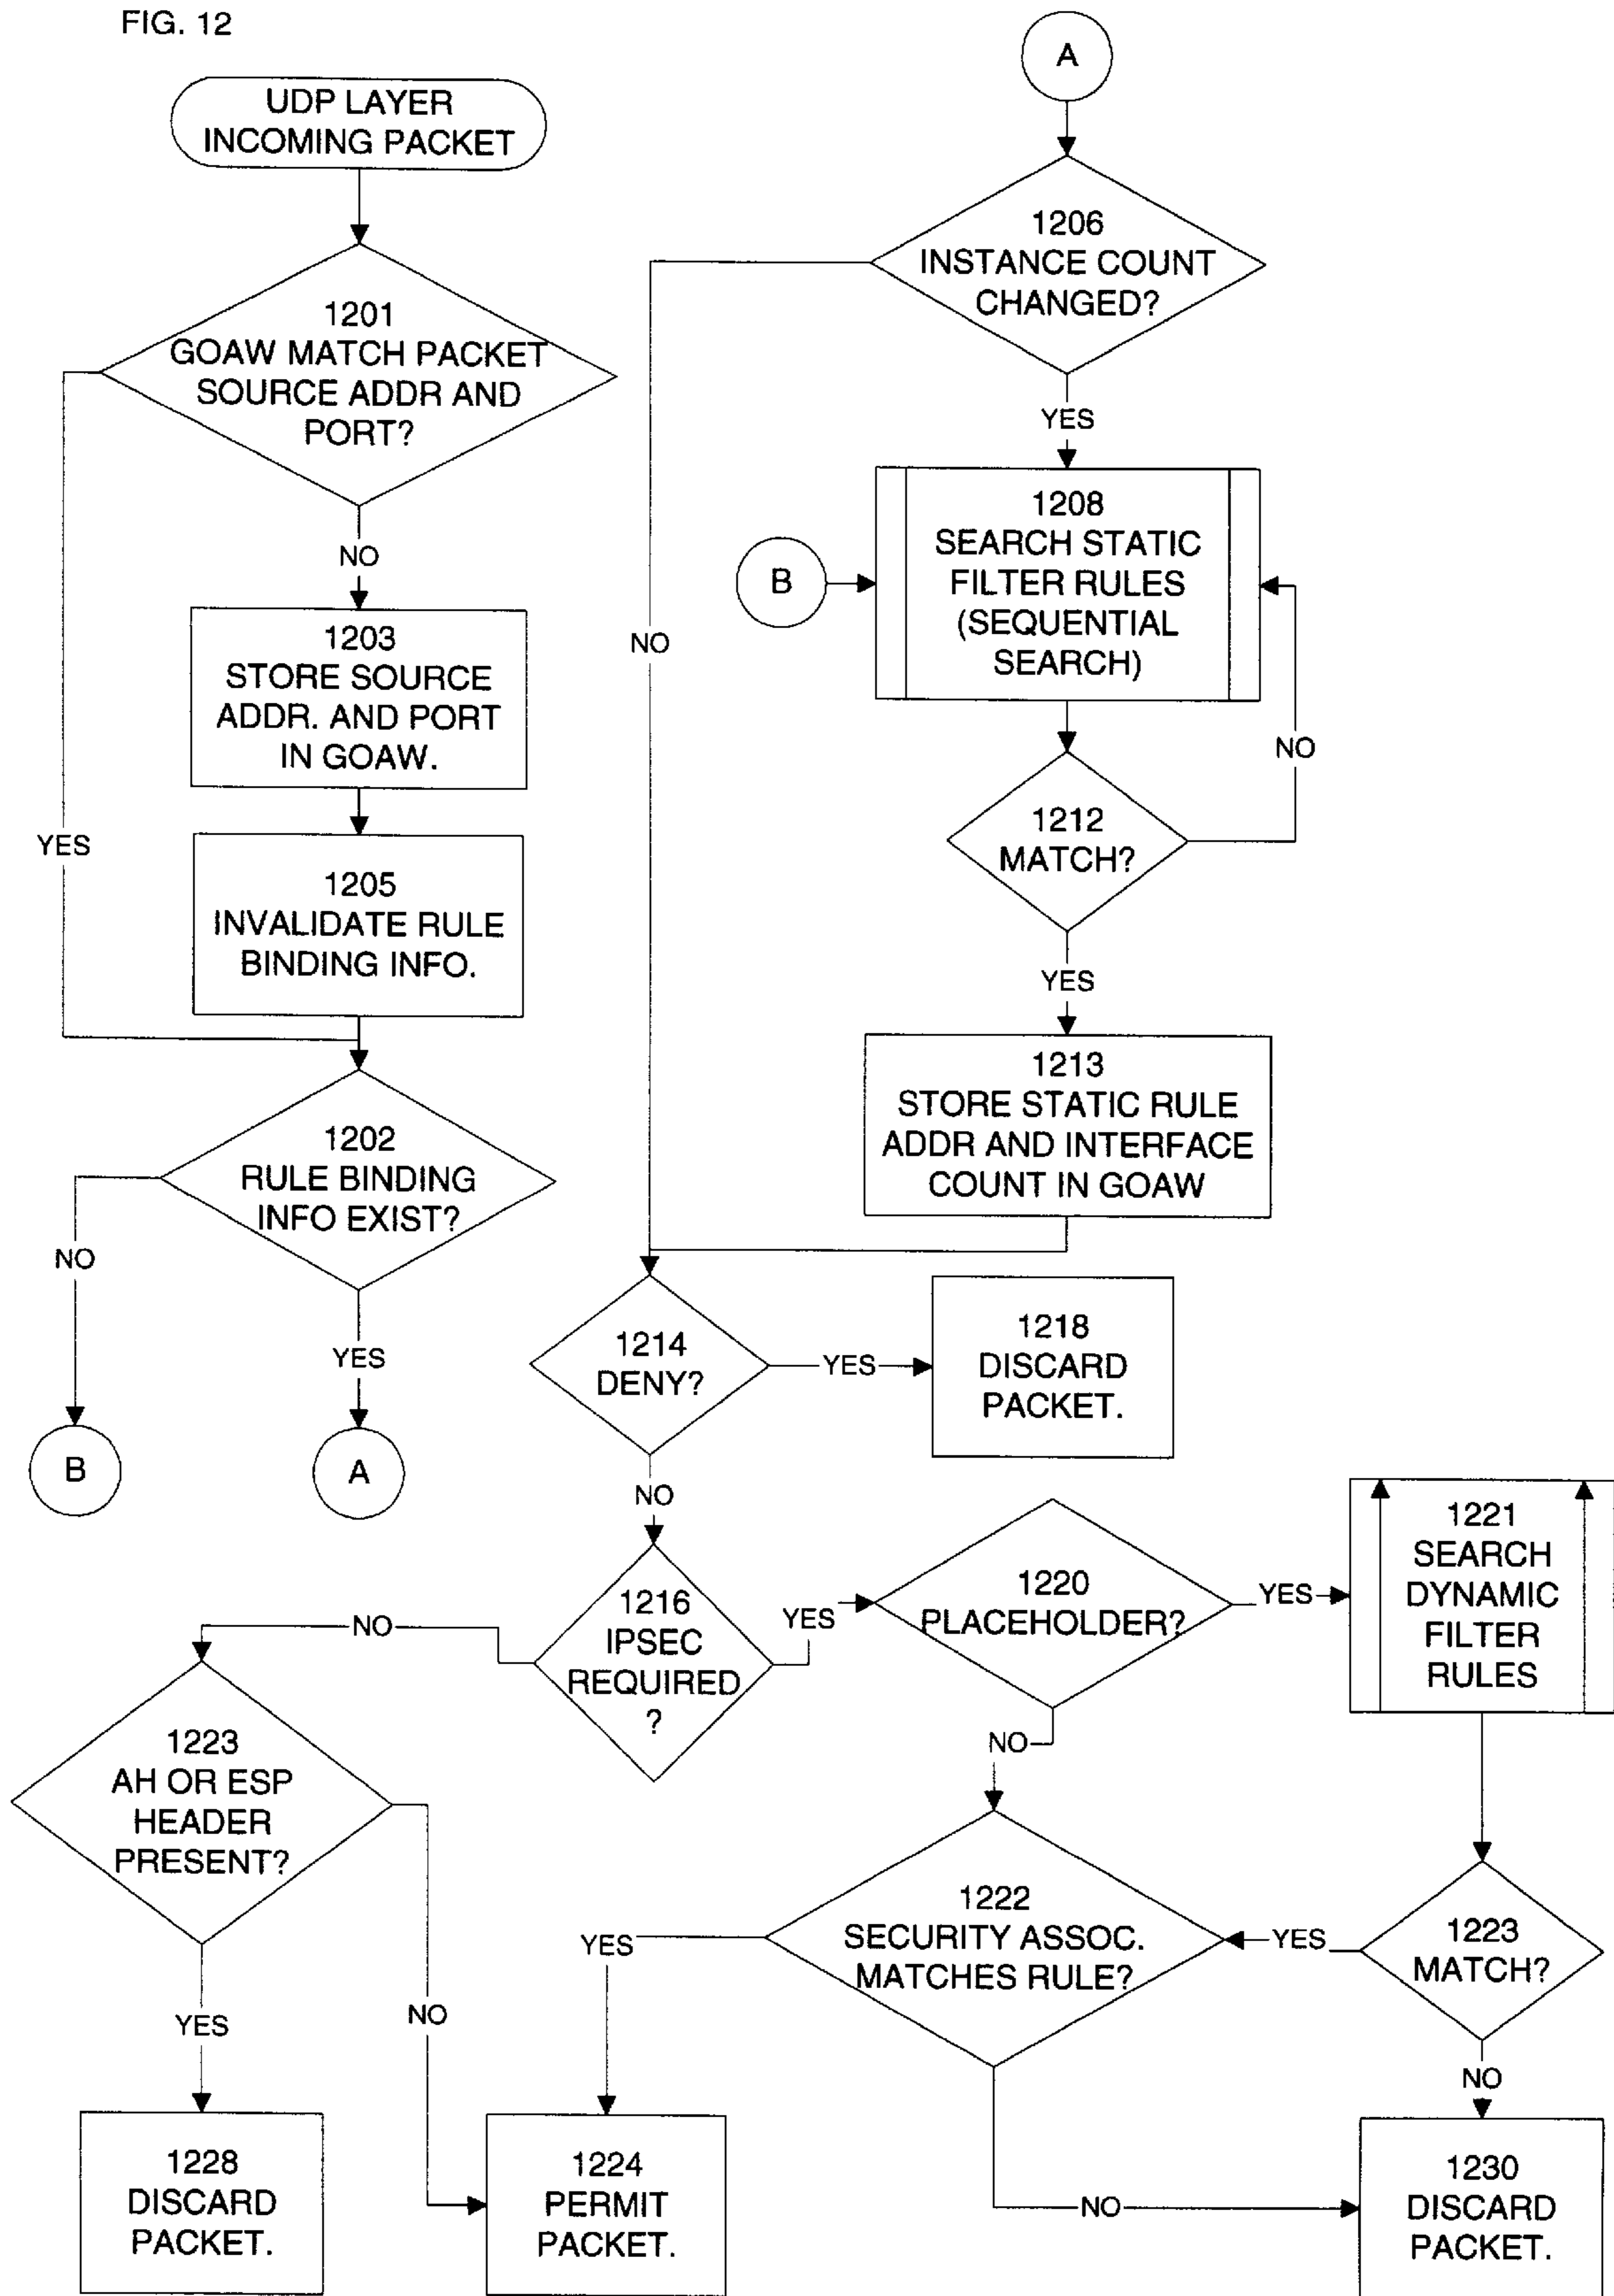 FIG. 12
UDP LAYER
INCOMING PACKET
1201
GOAW MATCH PACKET
SOURCE ADDR AND
PORT?
NO
YES
1203
STORE SOURCE
ADDR. AND PORT
IN GOAW.
1205
INVALIDATE RULE
BINDING INFO.
1202
RULE BINDING
INFO EXIST?
NO
YES
B
A
A
1206
INSTANCE COUNT
CHANGED?
NO
YES
B
1208
SEARCH STATIC
FILTER RULES
(SEQUENTIAL
SEARCH)
NO
1212
MATCH?
YES
1213
STORE STATIC RULE
ADDR AND INTERFACE
COUNT IN GOAW
1214
DENY?
YES
1218
DISCARD
PACKET.
NO
1216
IPSEC
REQUIRED
?
NO
YES
1220
PLACEHOLDER?
YES
1221
SEARCH
DYNAMIC
FILTER
RULES
NO
1223
AH OR ESP
HEADER
PRESENT?
YES
NO
1222
SECURITY ASSOC.
MATCHES RULE?
YES
YES
1223
MATCH?
NO
NO
1228
DISCARD
PACKET.
1224
PERMIT
PACKET.
1230
DISCARD
PACKET.